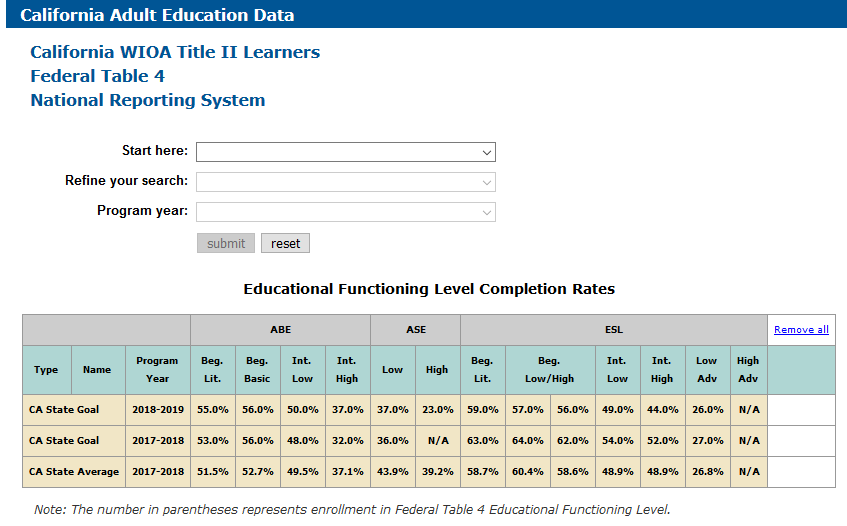 California Adult Education Data
California WIOA Title II Learners
Federal Table 4
National Reporting System
Start here:
Refine your search:
Program year:
submit reset
Educational Functioning Level Completion Rates
ABE ASE ESL Remove all
Type Name Program Year Beg. Lit. Beg. Basic Int. Low Int. High Low High Beg. Lit. Beg. Low/High Int. Low Int. High Low Adv High Adv
CA State Goal 2018-2019 55.0% 56.0% 50.0% 37.0% 37.0% 23.0% 59.0% 57.0% 56.0% 49.0% 44.0% 26.0% N/A
CA State Goal 2017-2018 53.0% 56.0% 48.0% 32.0% 36.0% N/A 63.0% 64.0% 62.0% 54.0% 52.0% 27.0% N/A
CA State Average 2017-2018 51.5% 52.7% 49.5% 37.1% 43.9% 39.2% 58.7% 60.4% 58.6% 48.9% 48.9% 26.8% N/A
Note: The number in parentheses represents enrollment in Federal Table 4 Educational Functioning Level.